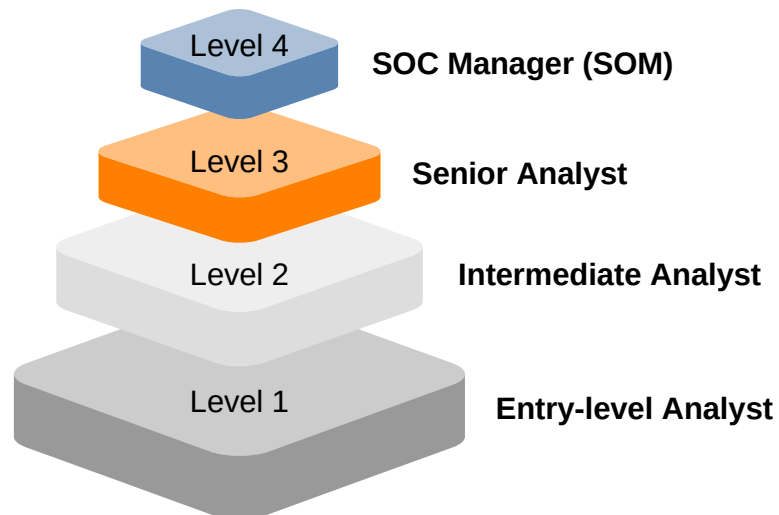 Level 4
SOC Manager (SOM)
Level 3
Senior Analyst
Level 2
Intermediate Analyst
Level 1
Entry-level Analyst